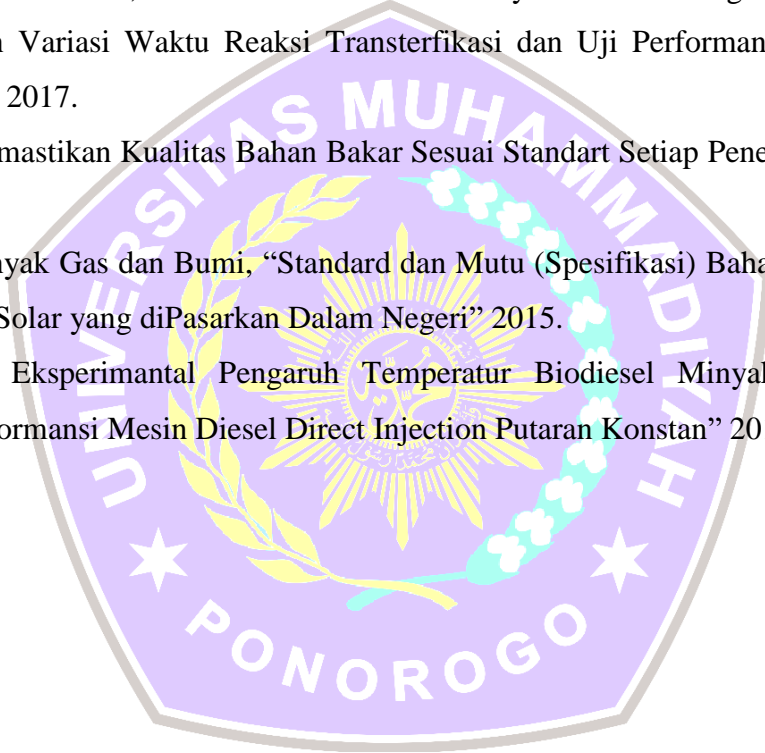 n Variasi Waktu Reaksi Transterfikasi dan Uji Performan
2017.
mastikan Kualitas Bahan Bakar Sesuai Standart Setiap Pene
nyak Gas dan Bumi, “Standard dan Mutu (Spesifikasi) Baha
Solar yang diPasarkan Dalam Negeri” 2015.
Eksperimantal Pengaruh Temperatur Biodiesel Minyak
ormansi Mesin Diesel Direct Injection Putaran Konstan” 20
UNIVERSITAS MUHAMMADIYAH
PONOROGO